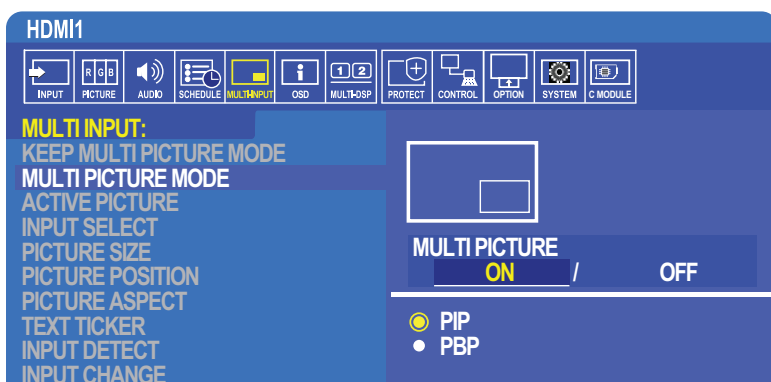 HDMI1
INPUT
RGB
PICTURE
AUDIO
SCHEDULE
MULTI-INPUT
OSD
12
MULTI-DSP
PROTECT
CONTROL
OPTION
SYSTEM
C MODULE
MULTI INPUT:
KEEP MULTI PICTURE MODE
MULTI PICTURE MODE
ACTIVE PICTURE
INPUT SELECT
PICTURE SIZE
PICTURE POSITION
PICTURE ASPECT
TEXT TICKER
INPUT DETECT
INPUT CHANGE
MULTI PICTURE
ON / OFF
PIP
PBP